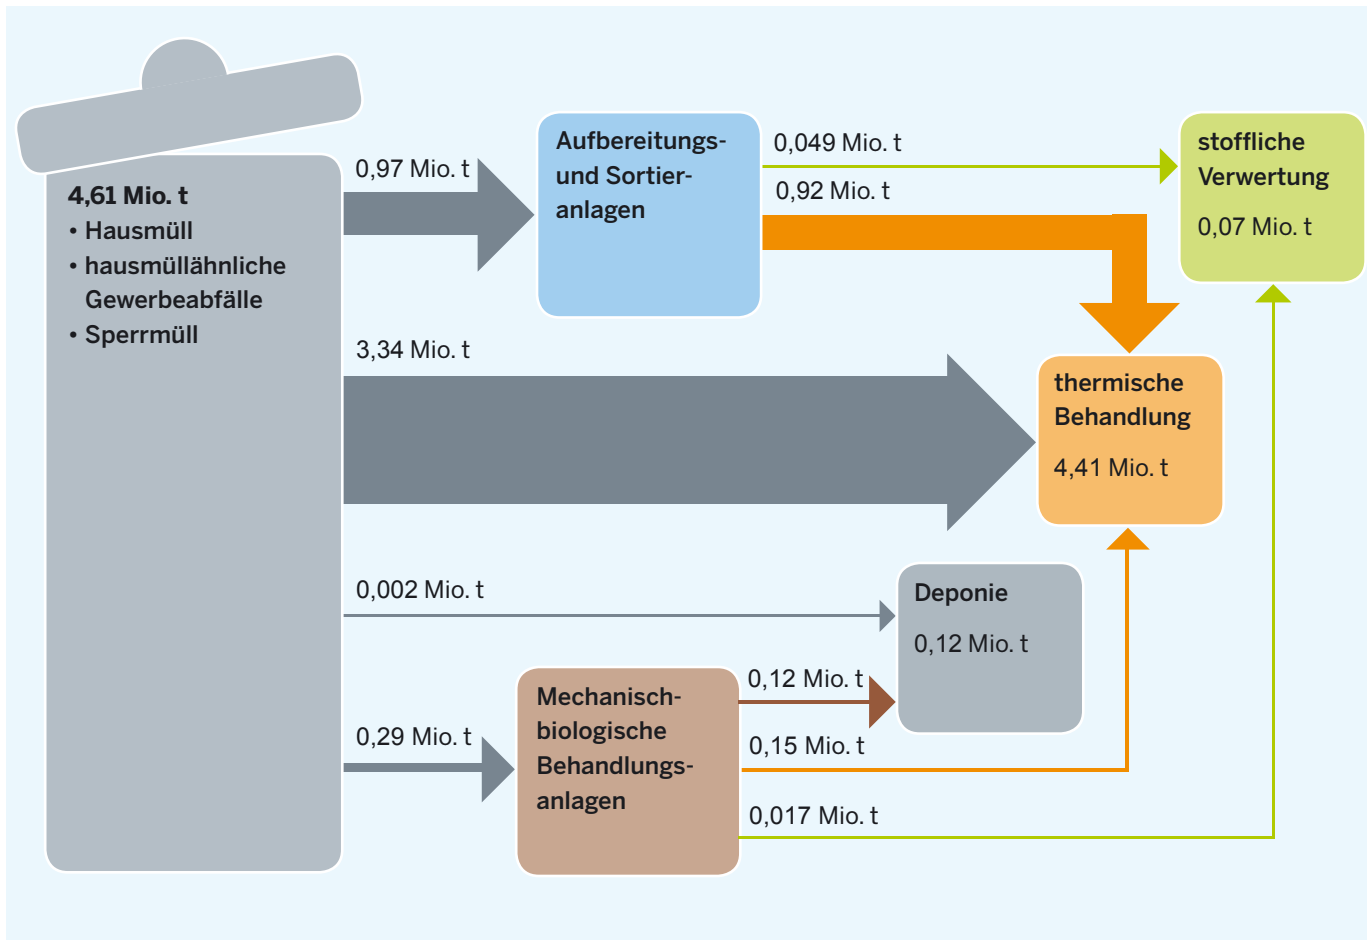 4,61 Mio. t
• Hausmüll
• hausmüllähnliche
Gewerbeabfälle
• Sperrmüll
0,97 Mio. t
Aufbereitungs-
und Sortier-
anlagen
0,049 Mio. t
0,92 Mio. t
stoffliche
Verwertung
0,07 Mio. t
3,34 Mio. t
thermische
Behandlung
4,41 Mio. t
0,002 Mio. t
Deponie
0,12 Mio. t
0,29 Mio. t
Mechanisch-
biologische
Behandlungs-
anlagen
0,12 Mio. t
0,15 Mio. t
0,017 Mio. t